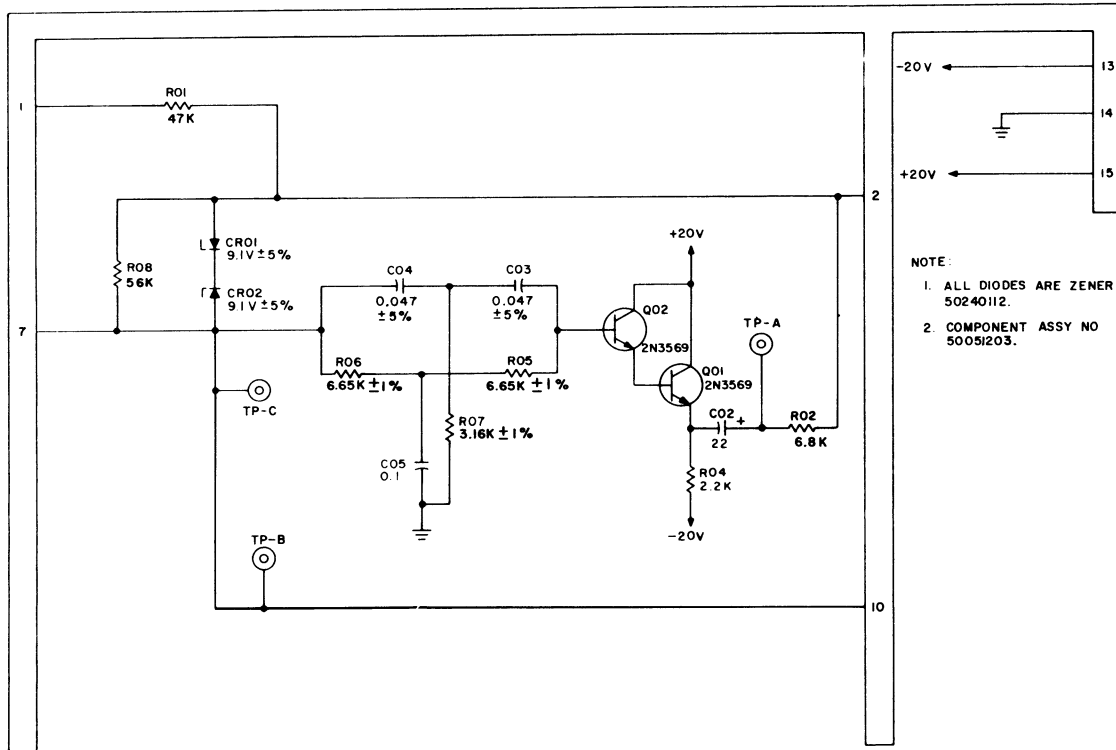 1
R01
47K
-20V
13
14
+20V
15
2
R08
56K
CR01
9.1V ±5%
CR02
9.1V ±5%
7
C04
0.047
±5%
C03
0.047
±5%
+20V
Q02
2N3569
Q01
2N3569
TP-A
R06
6.65K ±1%
R05
6.65K ±1%
TP-C
R07
3.16K ±1%
C05
0.1
C02
+
22
R02
6.8K
R04
2.2K
-20V
TP-B
10
NOTE:
1. ALL DIODES ARE ZENER
50240112.
2. COMPONENT ASSY NO
50051203.